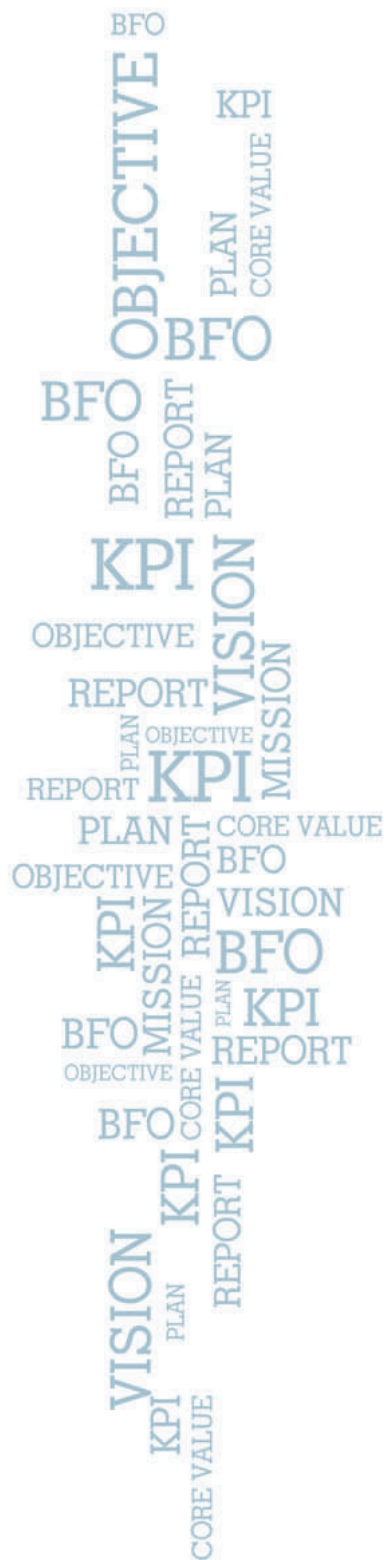 BFO
OBJECTIVE
KPI
CORE VALUE
PLAN
BFO
BFO
REPORT
BFO
PLAN
KPI
VISION
OBJECTIVE
MISSION
REPORT
PLAN
OBJECTIVE
KPI
REPORT
PLAN
REPORT
CORE VALUE
BFO
OBJECTIVE
VISION
KPI
MISSION
BFO
CORE VALUE
PLAN
KPI
BFO
REPORT
OBJECTIVE
KPI
BFO
KPI
REPORT
VISION
PLAN
KPI
CORE VALUE